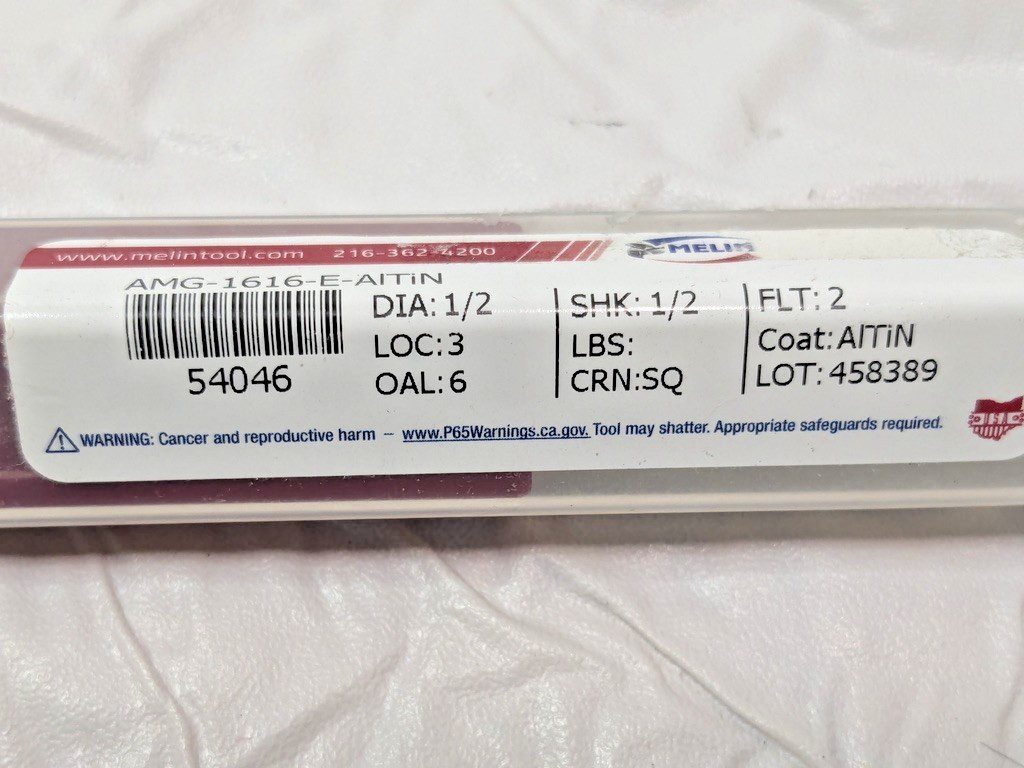 www.melintool.com 216-362-4200
MELIN
AMG-1616-E-AlTiN
54046
DIA: 1/2
LOC: 3
OAL: 6
SHK: 1/2
LBS:
CRN:SQ
FLT: 2
Coat: AlTiN
LOT: 458389
WARNING: Cancer and reproductive harm – www.P65Warnings.ca.gov. Tool may shatter. Appropriate safeguards required.
USA